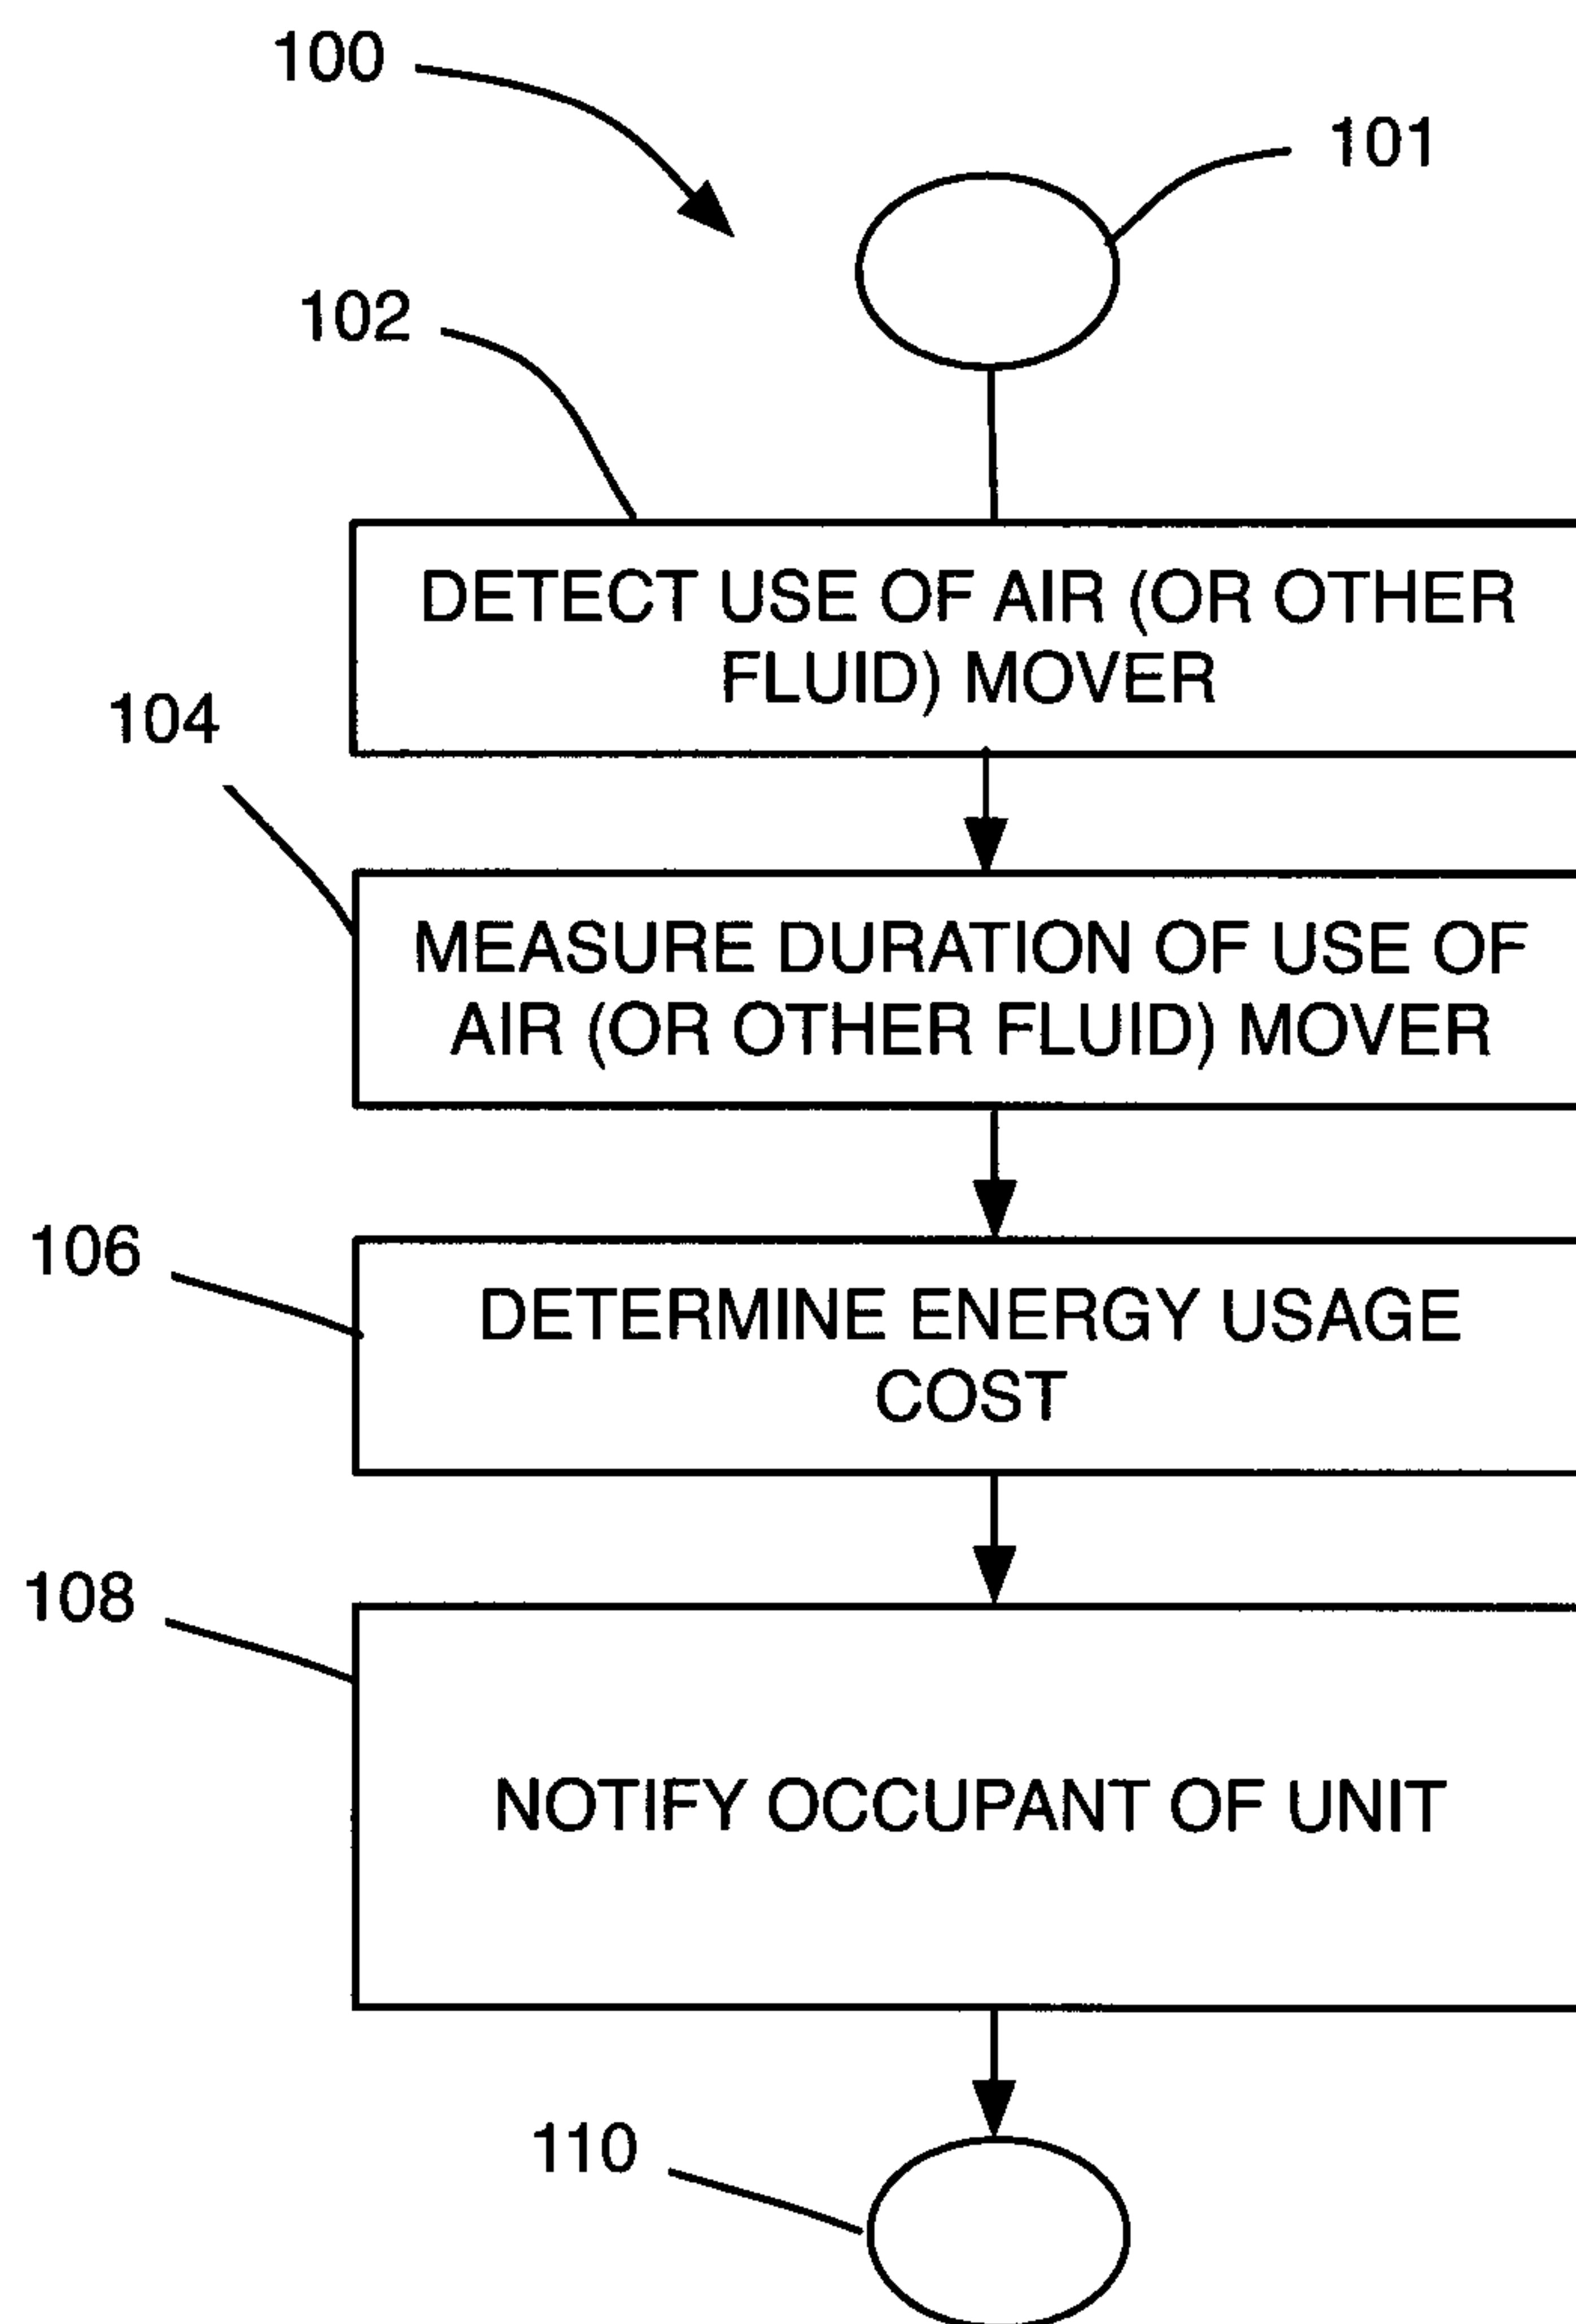 100
101
102
DETECT USE OF AIR (OR OTHER
FLUID) MOVER
104
MEASURE DURATION OF USE OF
AIR (OR OTHER FLUID) MOVER
106
DETERMINE ENERGY USAGE
COST
108
NOTIFY OCCUPANT OF UNIT
110